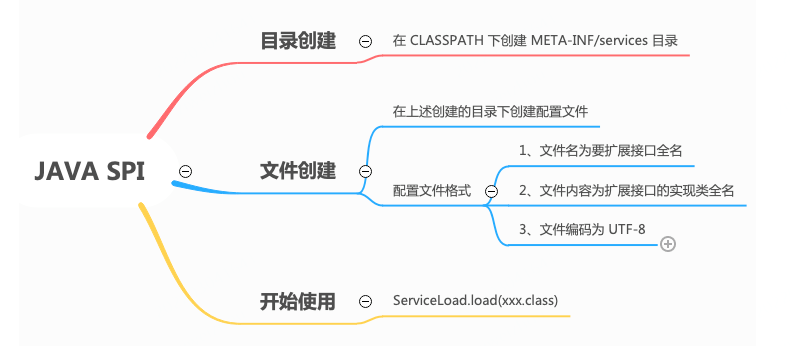 JAVA SPI
目录创建
在 CLASSPATH 下创建 META-INF/services 目录
文件创建
在上述创建的目录下创建配置文件
配置文件格式
1、文件名为要扩展接口全名
2、文件内容为扩展接口的实现类全名
3、文件编码为 UTF-8
开始使用
ServiceLoad.load(xxx.class)